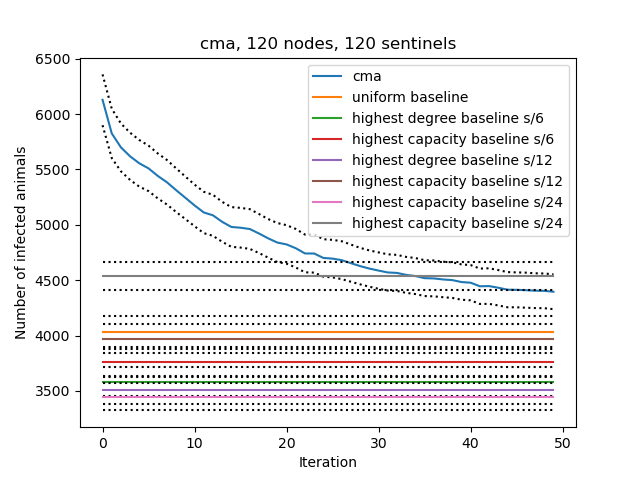 cma, 120 nodes, 120 sentinels
Number of infected animals
6500
6000
5500
5000
4500
4000
3500
cma
uniform baseline
highest degree baseline s/6
highest capacity baseline s/6
highest degree baseline s/12
highest capacity baseline s/12
highest capacity baseline s/24
highest capacity baseline s/24
0 10 20 30 40 50
Iteration